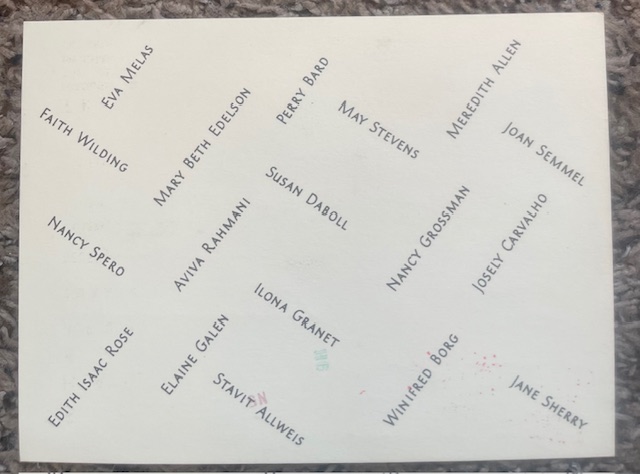 Eva Melas
Faith Wilding
Mary Beth Edelson
Perry Bard
May Stevens
Meredith Allen
Joan Semmel
Susan Daboll
Nancy Spero
Aviva Rahmani
Nancy Grossman
Josely Carvalho
Ilona Granet
Edith Isaac Rose
Elaine Galen
Stavit Allweis
Winifred Borg
Jane Sherry